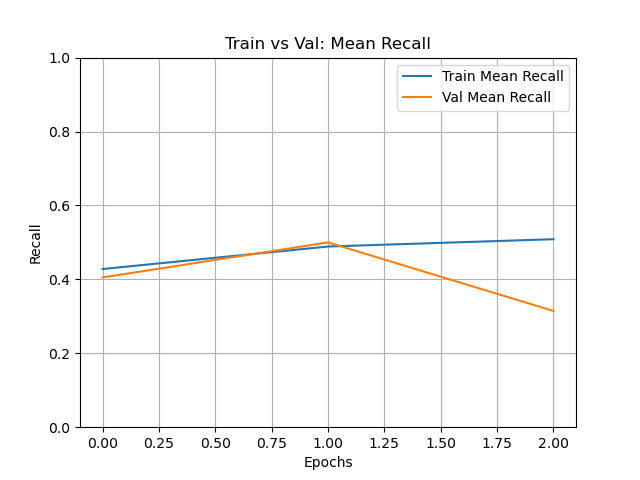 Train vs Val: Mean Recall
1.0
0.8
0.6
0.4
0.2
0.0
Recall
Train Mean Recall
Val Mean Recall
0.00 0.25 0.50 0.75 1.00 1.25 1.50 1.75 2.00
Epochs